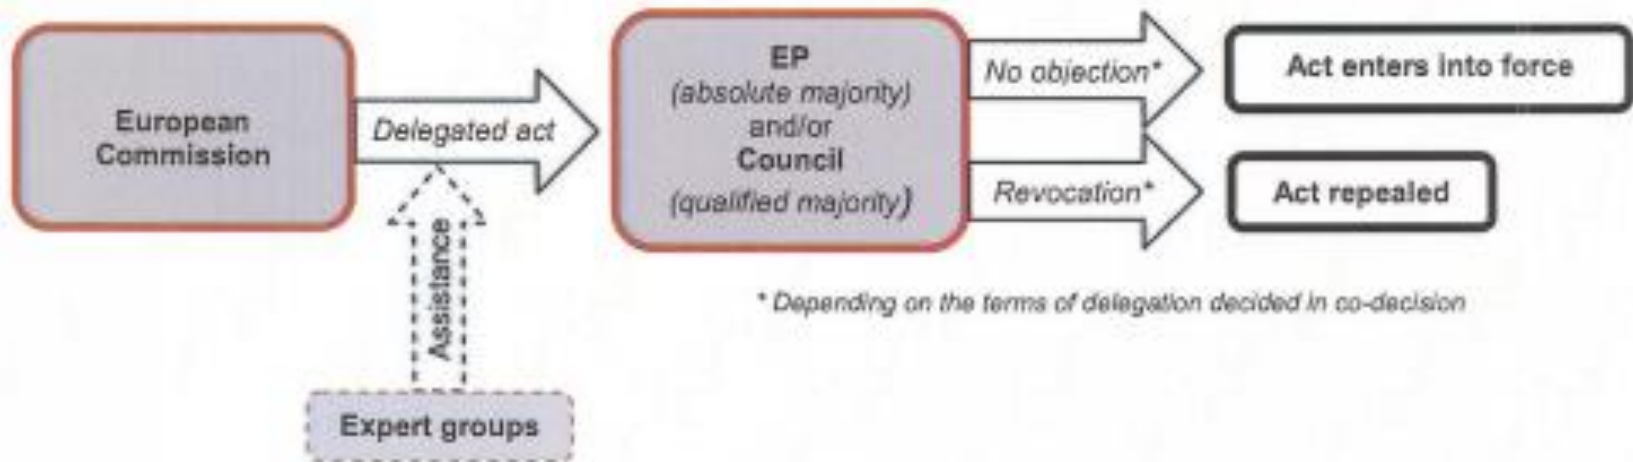 European
Commission
Delegated act
Assistance
Expert groups
EP
(absolute majority)
and/or
Council
(qualified majority)
No objection*
Revocation*
Act enters into force
Act repealed
* Depending on the terms of delegation decided in co-decision